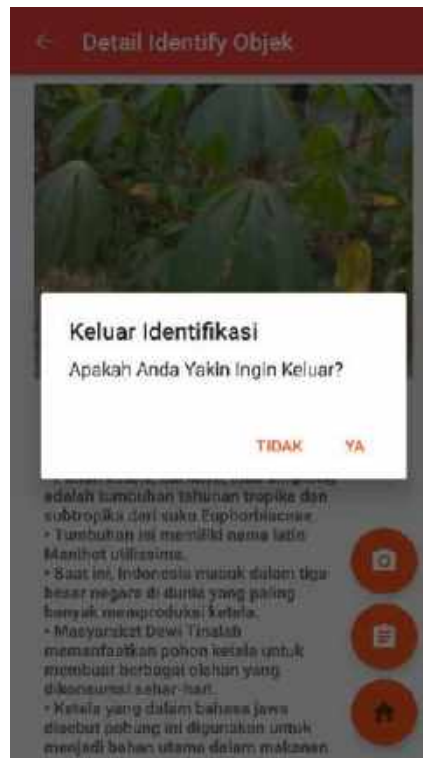 Detail Identify Objek
Keluar Identifikasi
Apakah Anda Yakin Ingin Keluar?
TIDAK YA
adalah tumbuhan tahunan tropika dan
subtropika dari suku Euphorbiaceae
• Tumbuhan ini memiliki nama latin
Manihot utilissima.
• Saat ini, Indonesia masuk dalam tiga
besar negara di dunia yang paling
banyak memproduksi ketela.
• Masyarakat Dewi Tinalah
memanfaatkan pohon ketela untuk
membuat berbagai olahan yang
dikonsumsi sehar-hari.
• Ketela yang dalam bahasa jawa
disebut pohung ini digunakan untuk
menjadi bahan utama dalam makanan